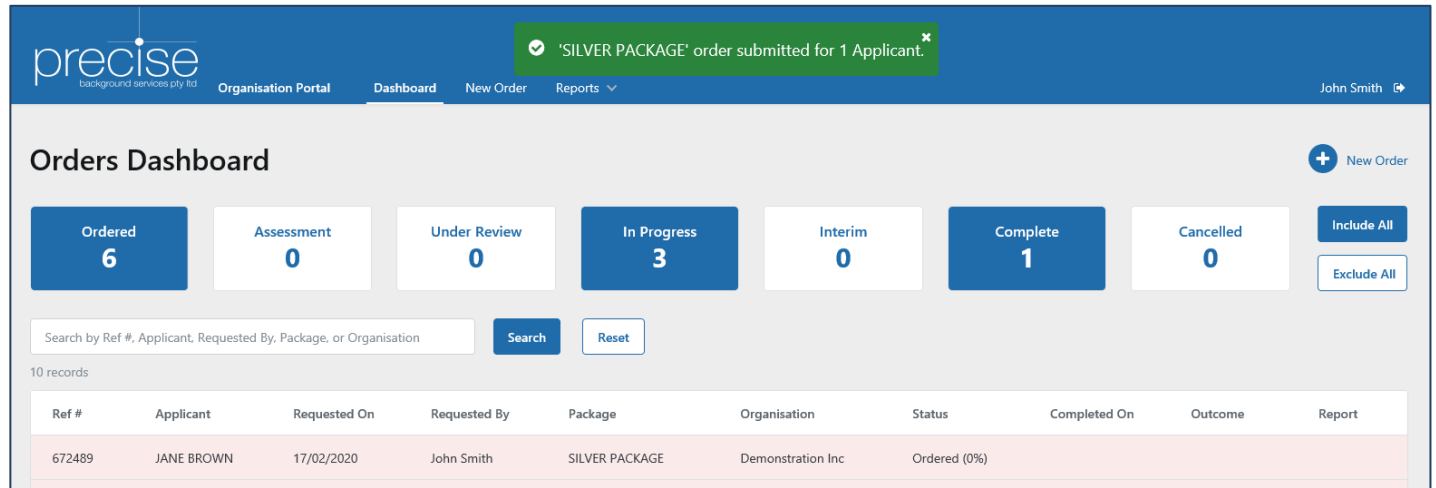 precise
background services pty ltd
'SILVER PACKAGE' order submitted for 1 Applicant.
Organisation Portal Dashboard New Order Reports John Smith
Orders Dashboard
New Order
Ordered Assessment Under Review In Progress Interim Complete Cancelled
6 0 0 3 0 1 0
Include All
Exclude All
Search by Ref #, Applicant, Requested By, Package, or Organisation Search Reset
10 records
Ref # Applicant Requested On Requested By Package Organisation Status Completed On Outcome Report
672489 JANE BROWN 17/02/2020 John Smith SILVER PACKAGE Demonstration Inc Ordered (0%)